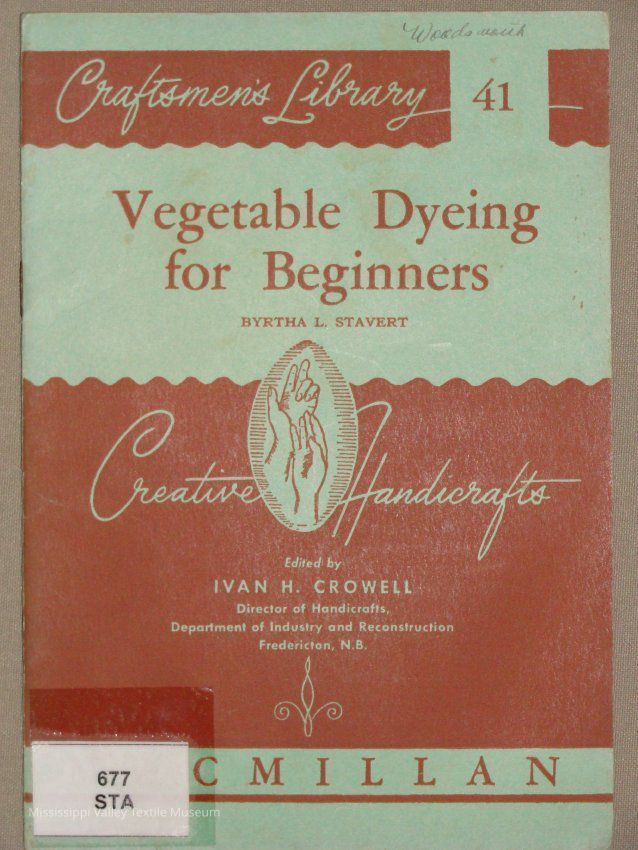 Woodsworth
Craftsmen's Library 41
Vegetable Dyeing
for Beginners
BYRTHA L. STAVERT
Creative Handicrafts
Edited by
IVAN H. CROWELL
Director of Handicrafts,
Department of Industry and Reconstruction
Fredericton, N.B.
CMILLAN
677
STA
Mississippi Valley Textile Museum